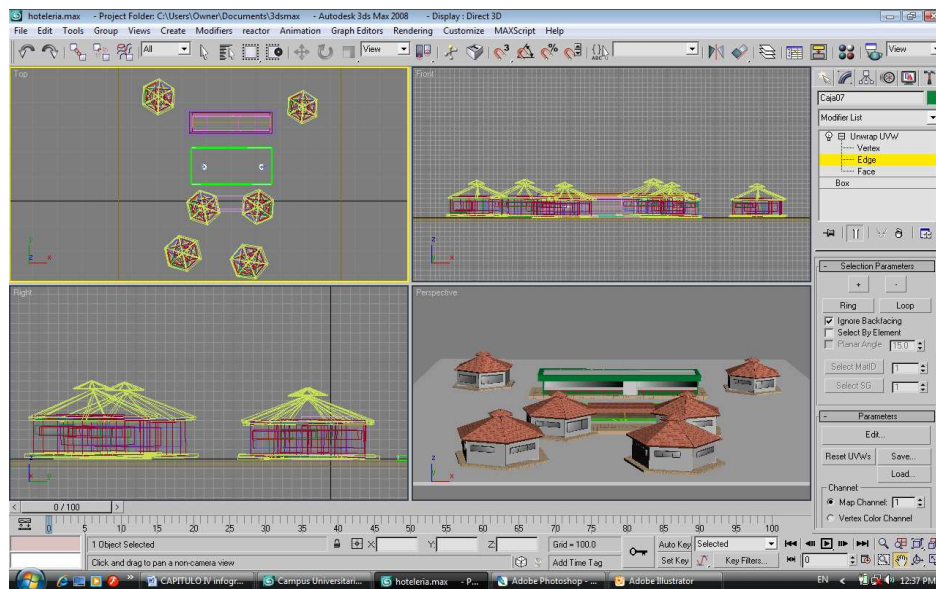 hoteleria.max - Project Folder: C:\Users\Owner\Documents\3dsmax - Autodesk 3ds Max 2008 - Display : Direct 3D
File Edit Tools Group Views Create Modifiers reactor Animation Graph Editors Rendering Customize MAXScript Help
All View View
Top Front
Caja07
Modifier List
Unwrap UVW
Vertex
Edge
Face
Box
Selection Parameters
+ -
Ring Loop
Ignore Backfacing
Select By Element
Planar Angle 15.0
Select MatID 1
Select SG 1
Right Perspective
Parameters
Edit...
Reset UVWs Save...
Load...
Channel
Map Channel: 1
Vertex Color Channel
0 / 100
0 5 10 15 20 25 30 35 40 45 50 55 60 65 70 75 80 85 90 95 100
1 Object Selected X: Y: Z: Grid = 100.0 Auto Key Selected
Click and drag to pan a non-camera view Add Time Tag Set Key Key Filters... 0
CAPITULO IV infogr... Campus Universitari... hoteleria.max - P... Adobe Photoshop - ... Adobe Illustrator EN 12:37 PM